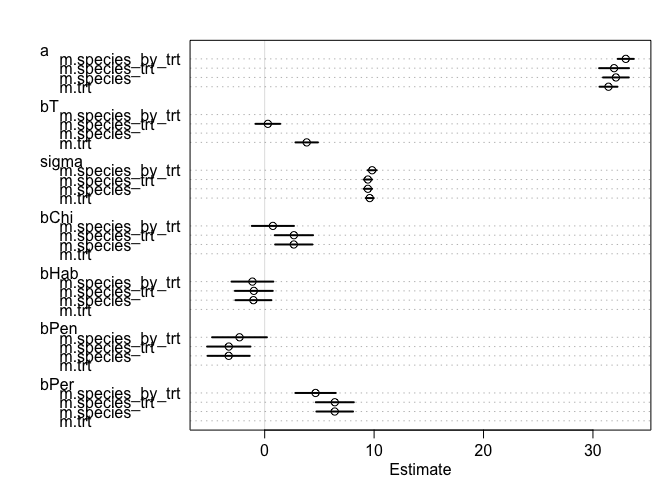 a
m.species_by_trt
m.species_trt
m.species
m.trt
bT
m.species_by_trt
m.species_trt
m.species
m.trt
sigma
m.species_by_trt
m.species_trt
m.species
m.trt
bChi
m.species_by_trt
m.species_trt
m.species
m.trt
bHab
m.species_by_trt
m.species_trt
m.species
m.trt
bPen
m.species_by_trt
m.species_trt
m.species
m.trt
bPer
m.species_by_trt
m.species_trt
m.species
m.trt
0 10 20 30
Estimate